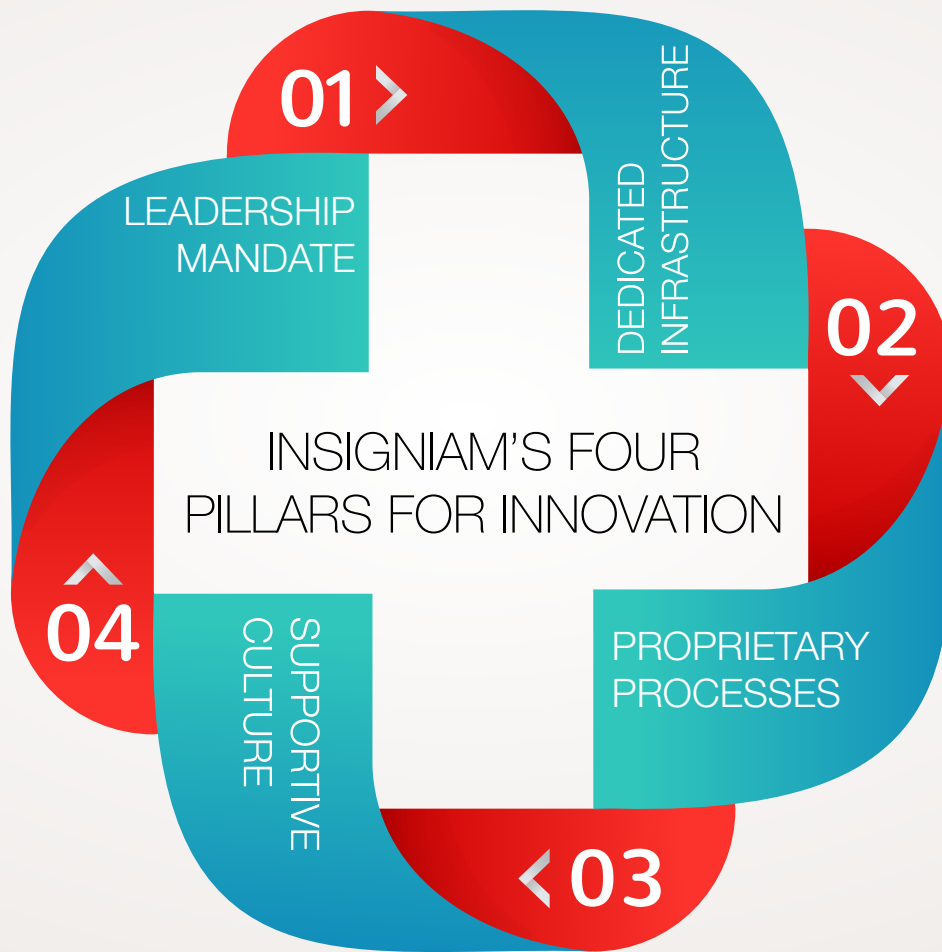 01
LEADERSHIP
MANDATE
DEDICATED
INFRASTRUCTURE
02
INSIGNIAM'S FOUR
PILLARS FOR INNOVATION
PROPRIETARY
PROCESSES
03
SUPPORTIVE
CULTURE
04